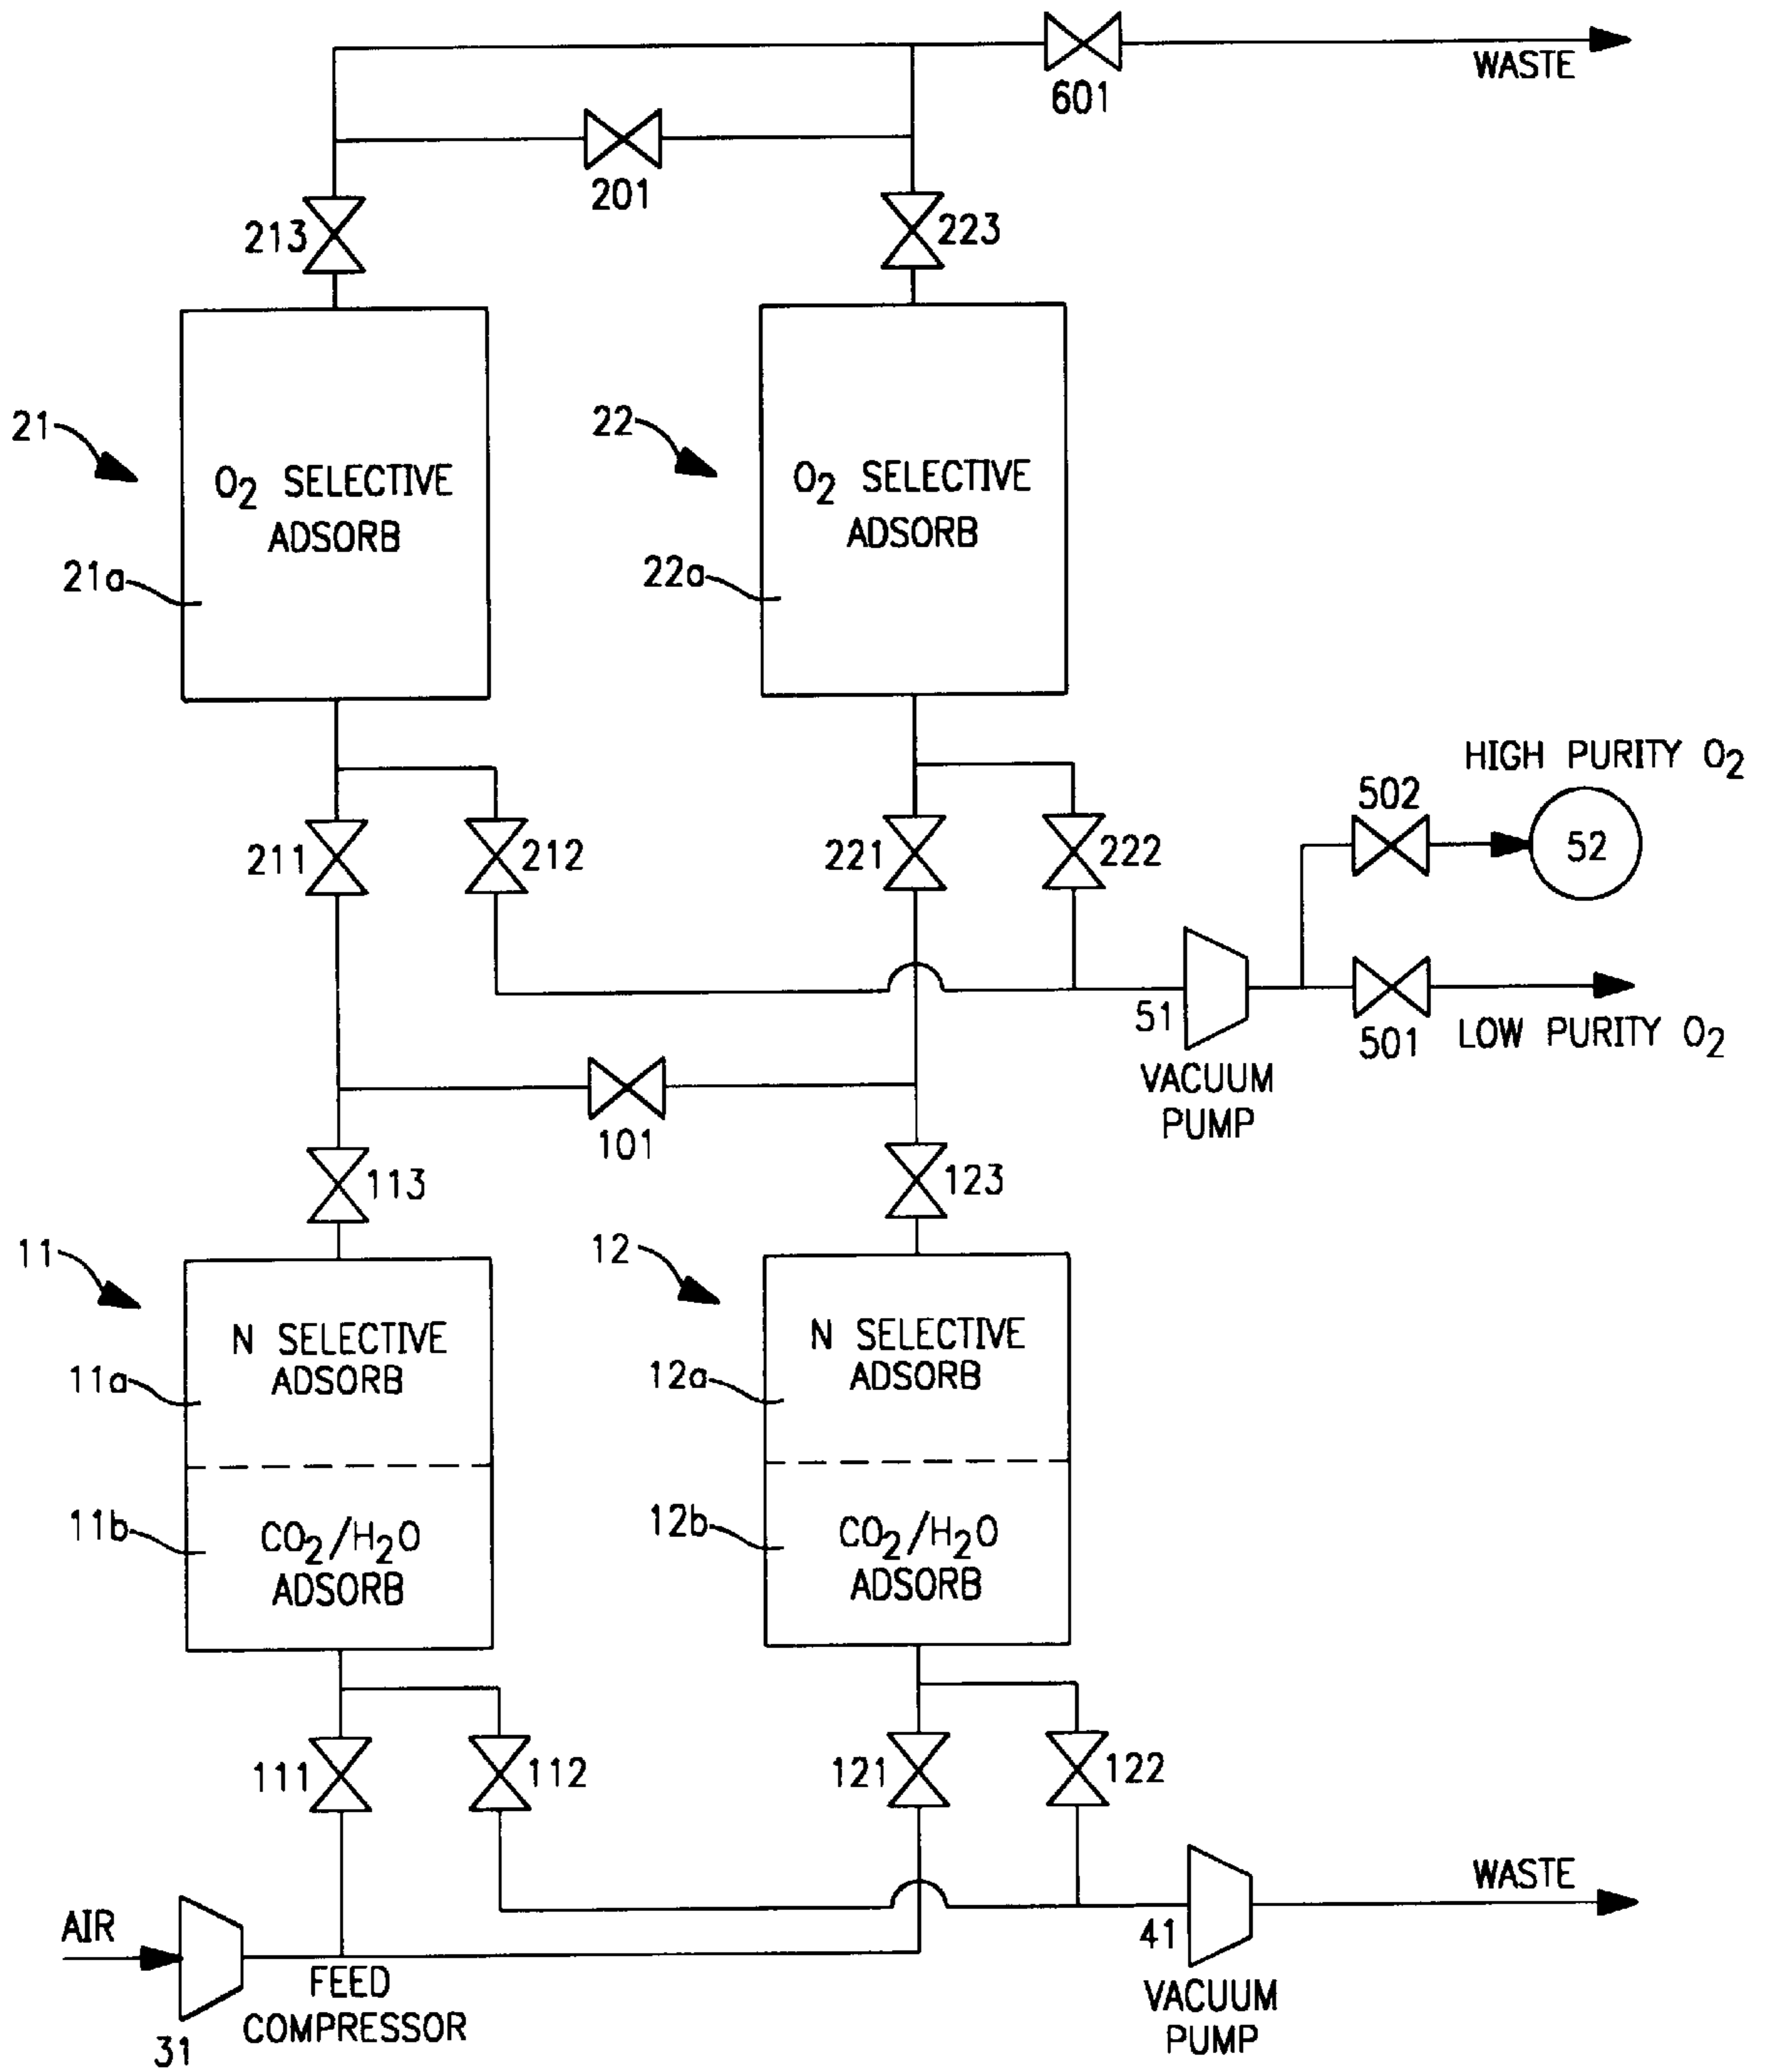 WASTE
601
201
213
223
21
22
O2 SELECTIVE
ADSORB
O2 SELECTIVE
ADSORB
21a
22a
HIGH PURITY O2
502
52
211
212
221
222
51
501
LOW PURITY O2
VACUUM
PUMP
101
113
123
11
12
N SELECTIVE
ADSORB
N SELECTIVE
ADSORB
11a
12a
11b
12b
CO2/H2O
ADSORB
CO2/H2O
ADSORB
111
112
121
122
WASTE
AIR
41
FEED
COMPRESSOR
VACUUM
PUMP
31